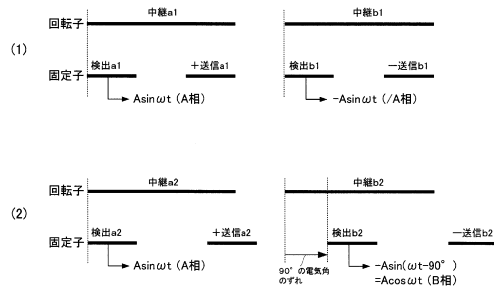 (1)
中継a1
中継b1
回転子
検出a1
＋送信a1
検出b1
ー送信b1
固定子
Asinωt (A相)
-Asinωt (/A相)
(2)
中継a2
中継b2
回転子
検出a2
＋送信a2
検出b2
ー送信b2
固定子
Asinωt (A相)
90° の電気角
のずれ
-Asin(ωt-90° )
=Acosωt (B相)